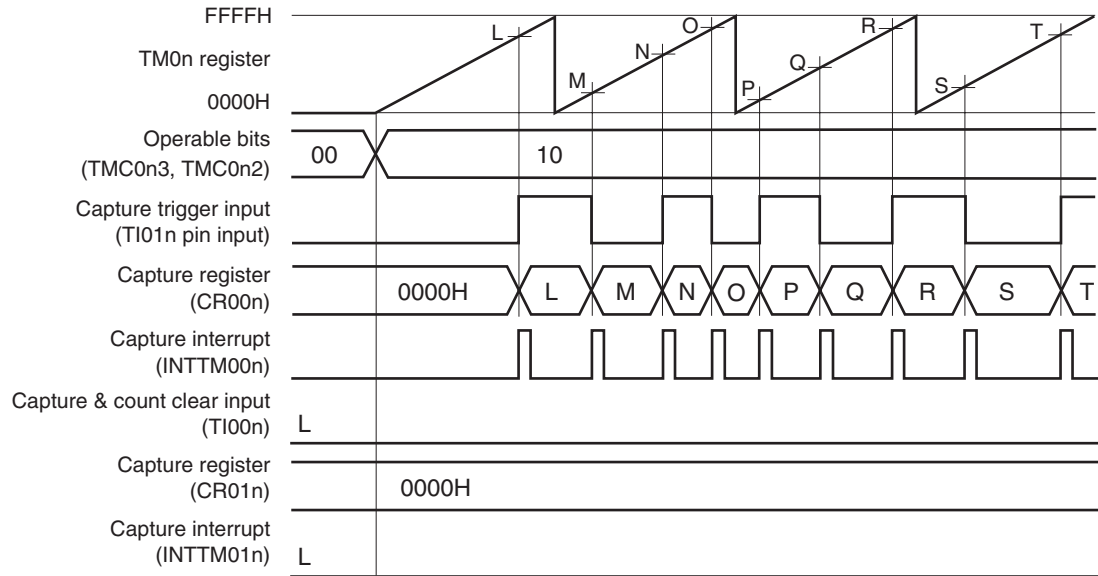 FFFFH
TM0n register
0000H
L
M
N
O
P
Q
R
S
T
Operable bits
(TMC0n3, TMC0n2)
00
10
Capture trigger input
(TI01n pin input)
Capture register
(CR00n)
0000H
L
M
N
O
P
Q
R
S
T
Capture interrupt
(INTTM00n)
Capture & count clear input
(TI00n)
L
Capture register
(CR01n)
0000H
Capture interrupt
(INTTM01n)
L